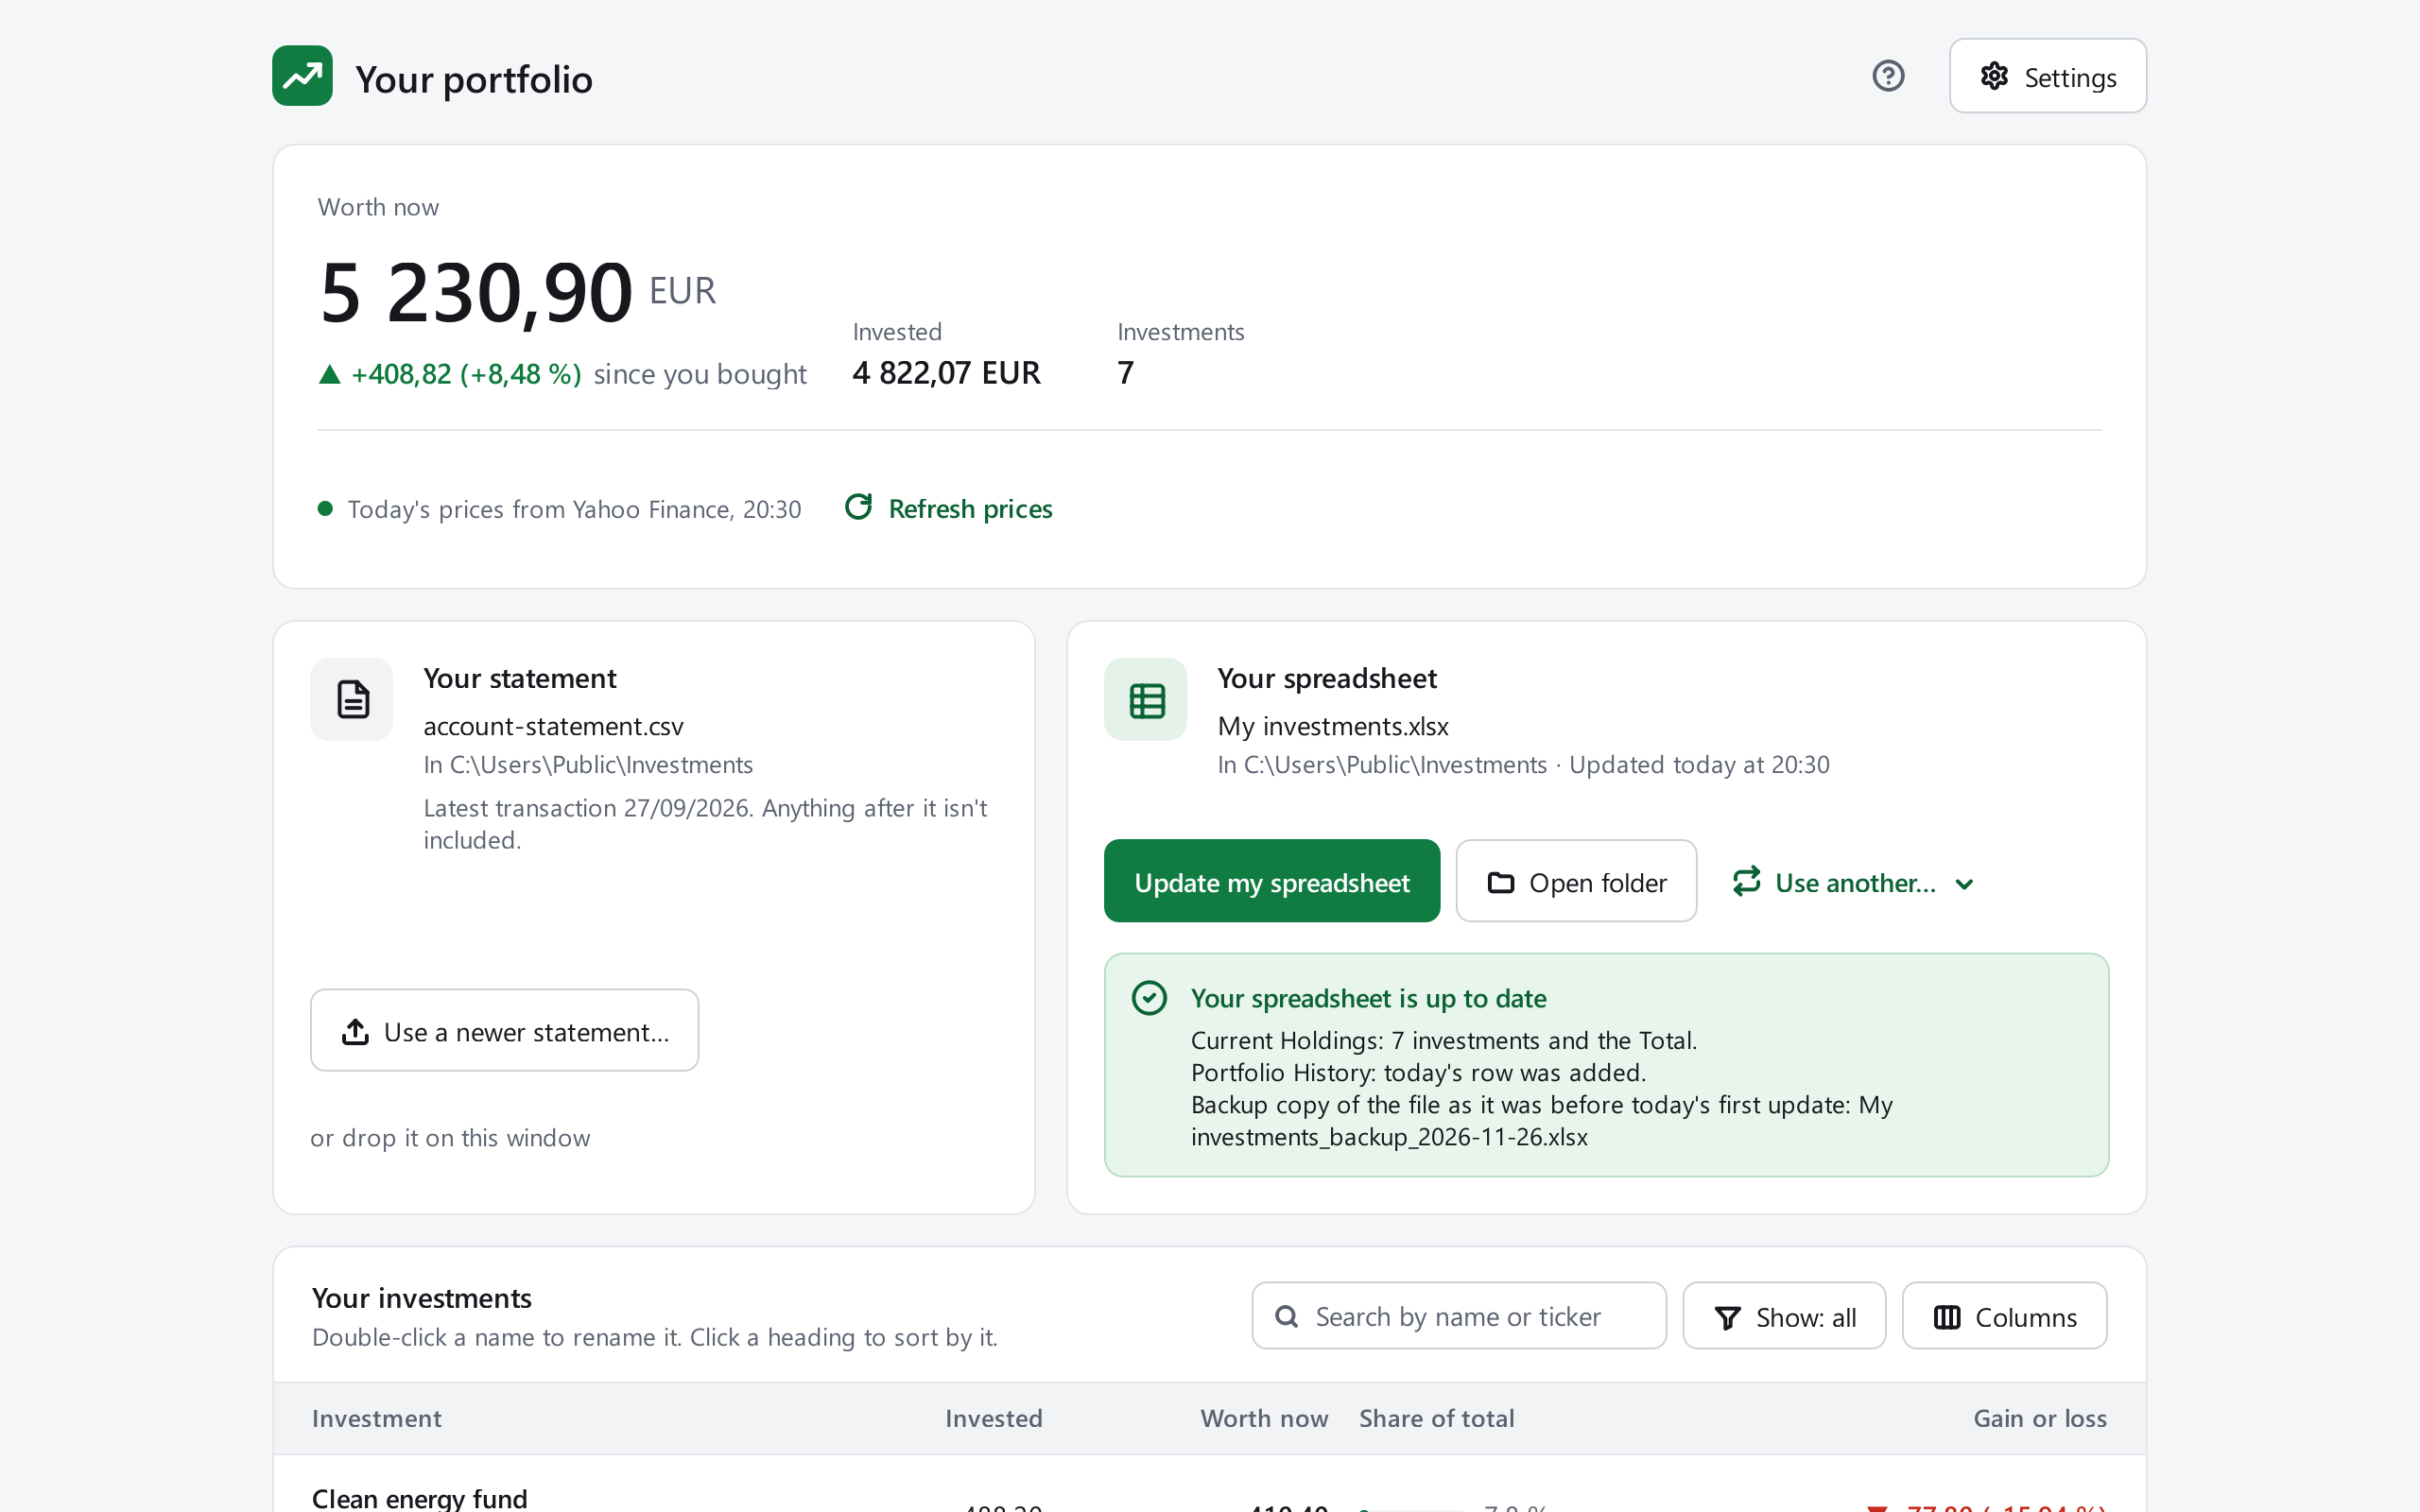 Your portfolio
Settings
Worth now
5 230,90 EUR
▲ +408,82 (+8,48 %) since you bought
Invested
4 822,07 EUR
Investments
7
Today's prices from Yahoo Finance, 20:30
Refresh prices
Your statement
account-statement.csv
In C:\Users\Public\Investments
Latest transaction 27/09/2026. Anything after it isn't
included.
Use a newer statement...
or drop it on this window
Your spreadsheet
My investments.xlsx
In C:\Users\Public\Investments · Updated today at 20:30
Update my spreadsheet
Open folder
Use another...
Your spreadsheet is up to date
Current Holdings: 7 investments and the Total.
Portfolio History: today's row was added.
Backup copy of the file as it was before today's first update: My
investments_backup_2026-11-26.xlsx
Your investments
Double-click a name to rename it. Click a heading to sort by it.
Search by name or ticker
Show: all
Columns
Investment
Invested
Worth now
Share of total
Gain or loss
Clean energy fund